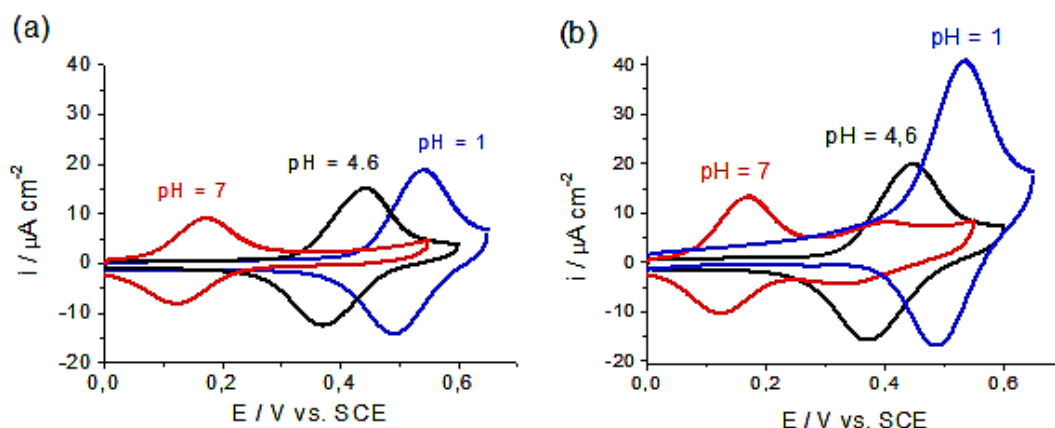 (a)
i / µA cm-2
40
30
20
10
0
-10
-20
pH = 7
pH = 4.6
pH = 1
0,0
0,2
0,4
0,6
E / V vs. SCE
(b)
i / µA cm-2
40
30
20
10
0
-10
-20
pH = 7
pH = 4,6
pH = 1
0,0
0,2
0,4
0.6
E / V vs. SCE